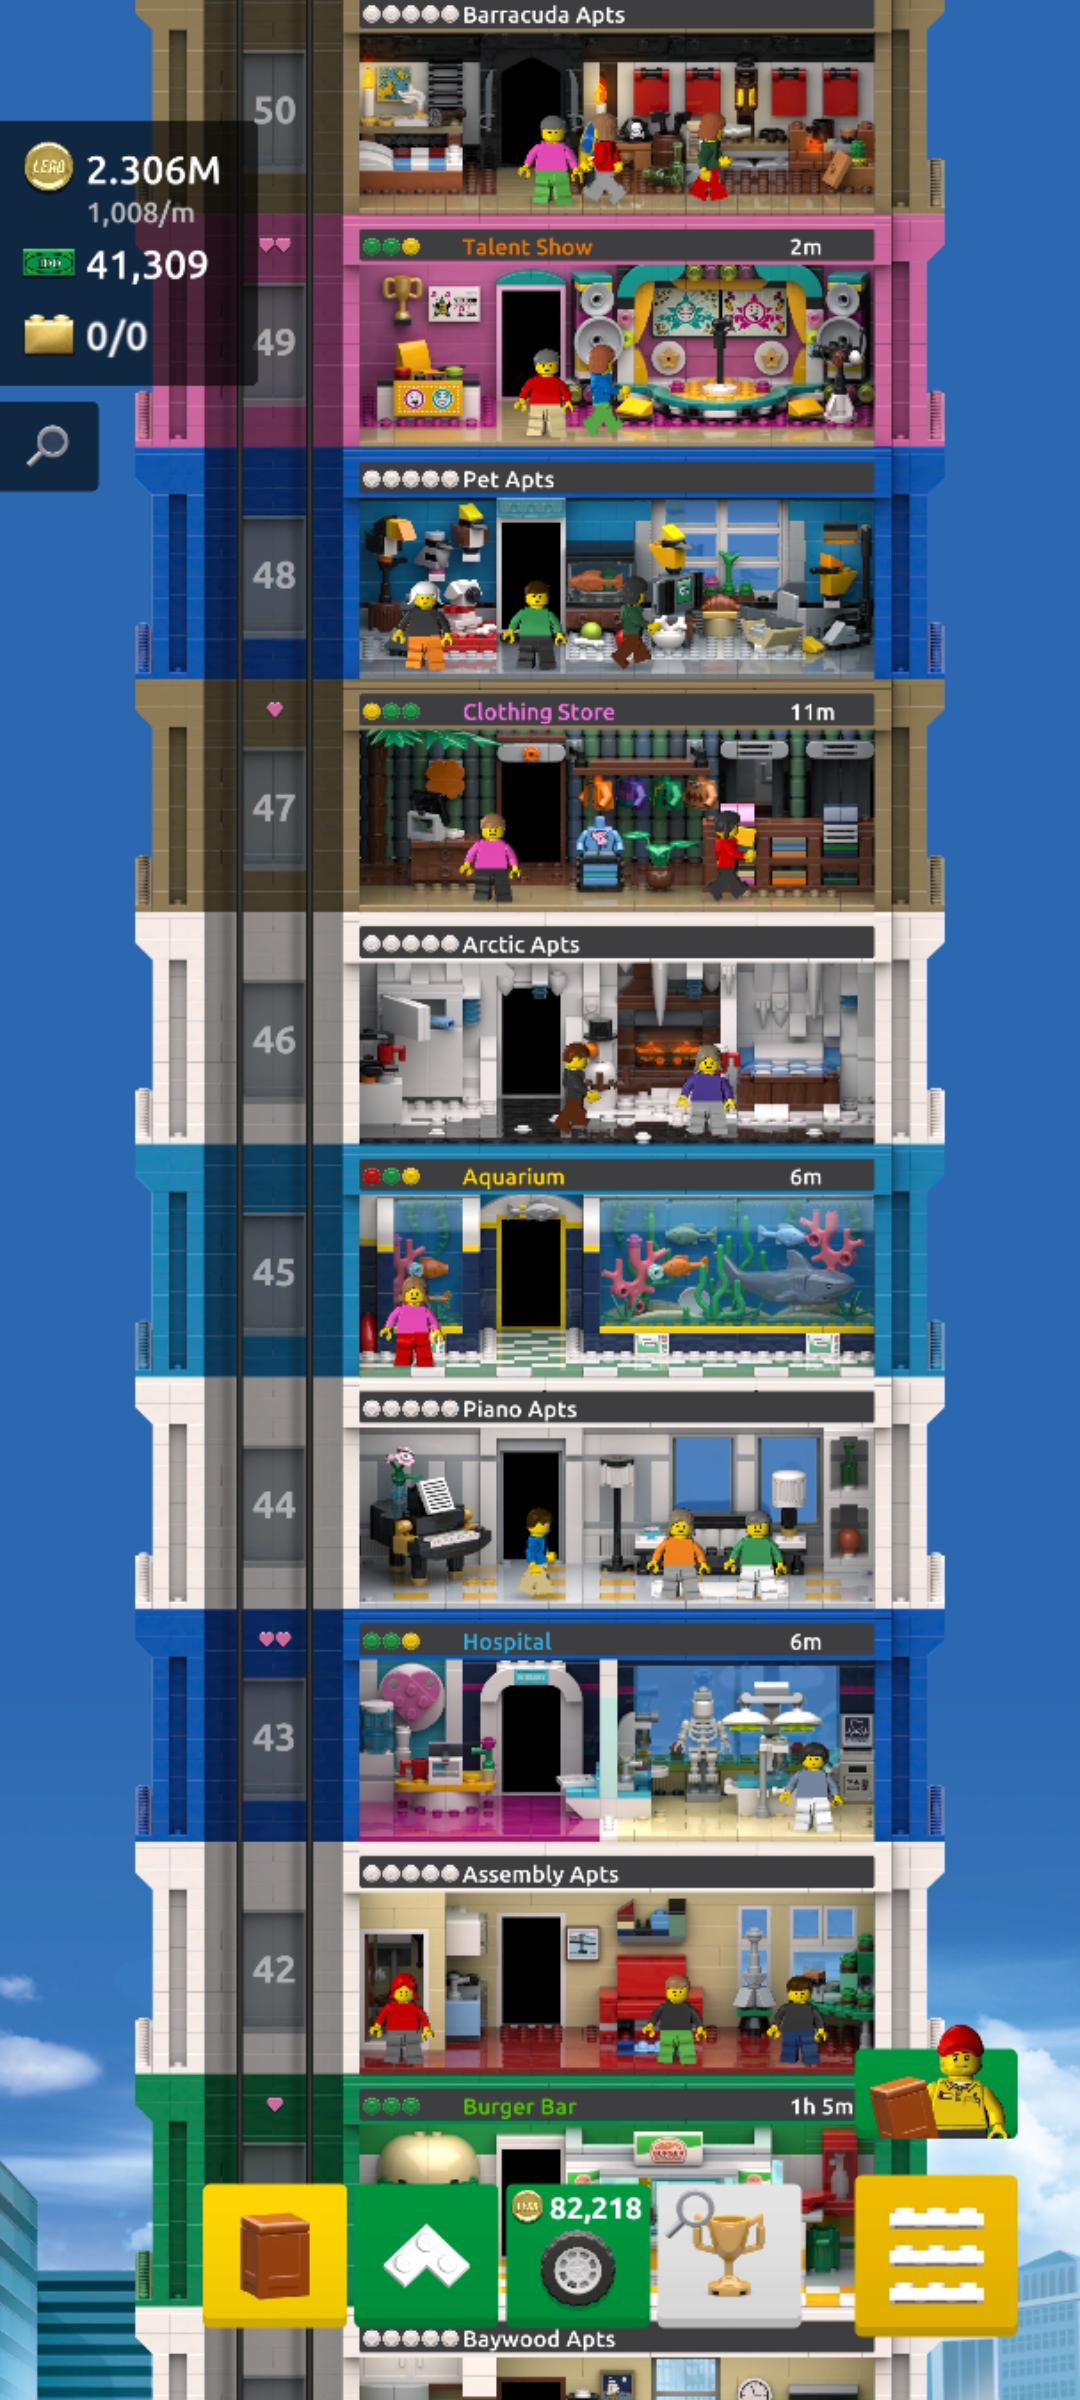 Barracuda Apts
50
LEGO 2.306M
1,008/m
41,309
0/0
Talent Show 2m
49
Pet Apts
48
Clothing Store 11m
47
Arctic Apts
46
Aquarium 6m
45
Piano Apts
44
Hospital 6m
43
Assembly Apts
42
Burger Bar 1h 5m
BURGER
82,218
Baywood Apts